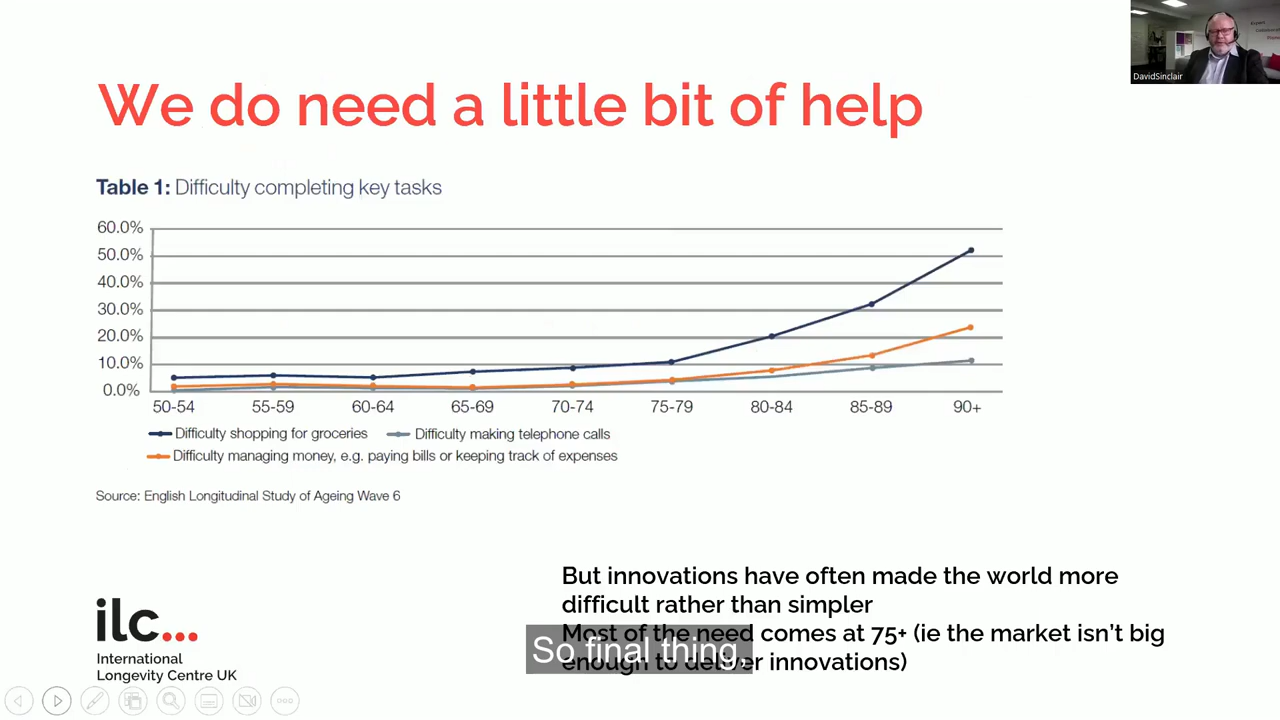 DavidSinclair
We do need a little bit of help
Table 1: Difficulty completing key tasks
60.0%
50.0%
40.0%
30.0%
20.0%
10.0%
0.0%
50-54 55-59 60-64 65-69 70-74 75-79 80-84 85-89 90+
Difficulty shopping for groceries Difficulty making telephone calls
Difficulty managing money, e.g. paying bills or keeping track of expenses
Source: English Longitudinal Study of Ageing Wave 6
But innovations have often made the world more
difficult rather than simpler
Most of the need comes at 75+ (ie the market isn't big
enough to deliver innovations)
So final thing,
ilc...
International
Longevity Centre UK